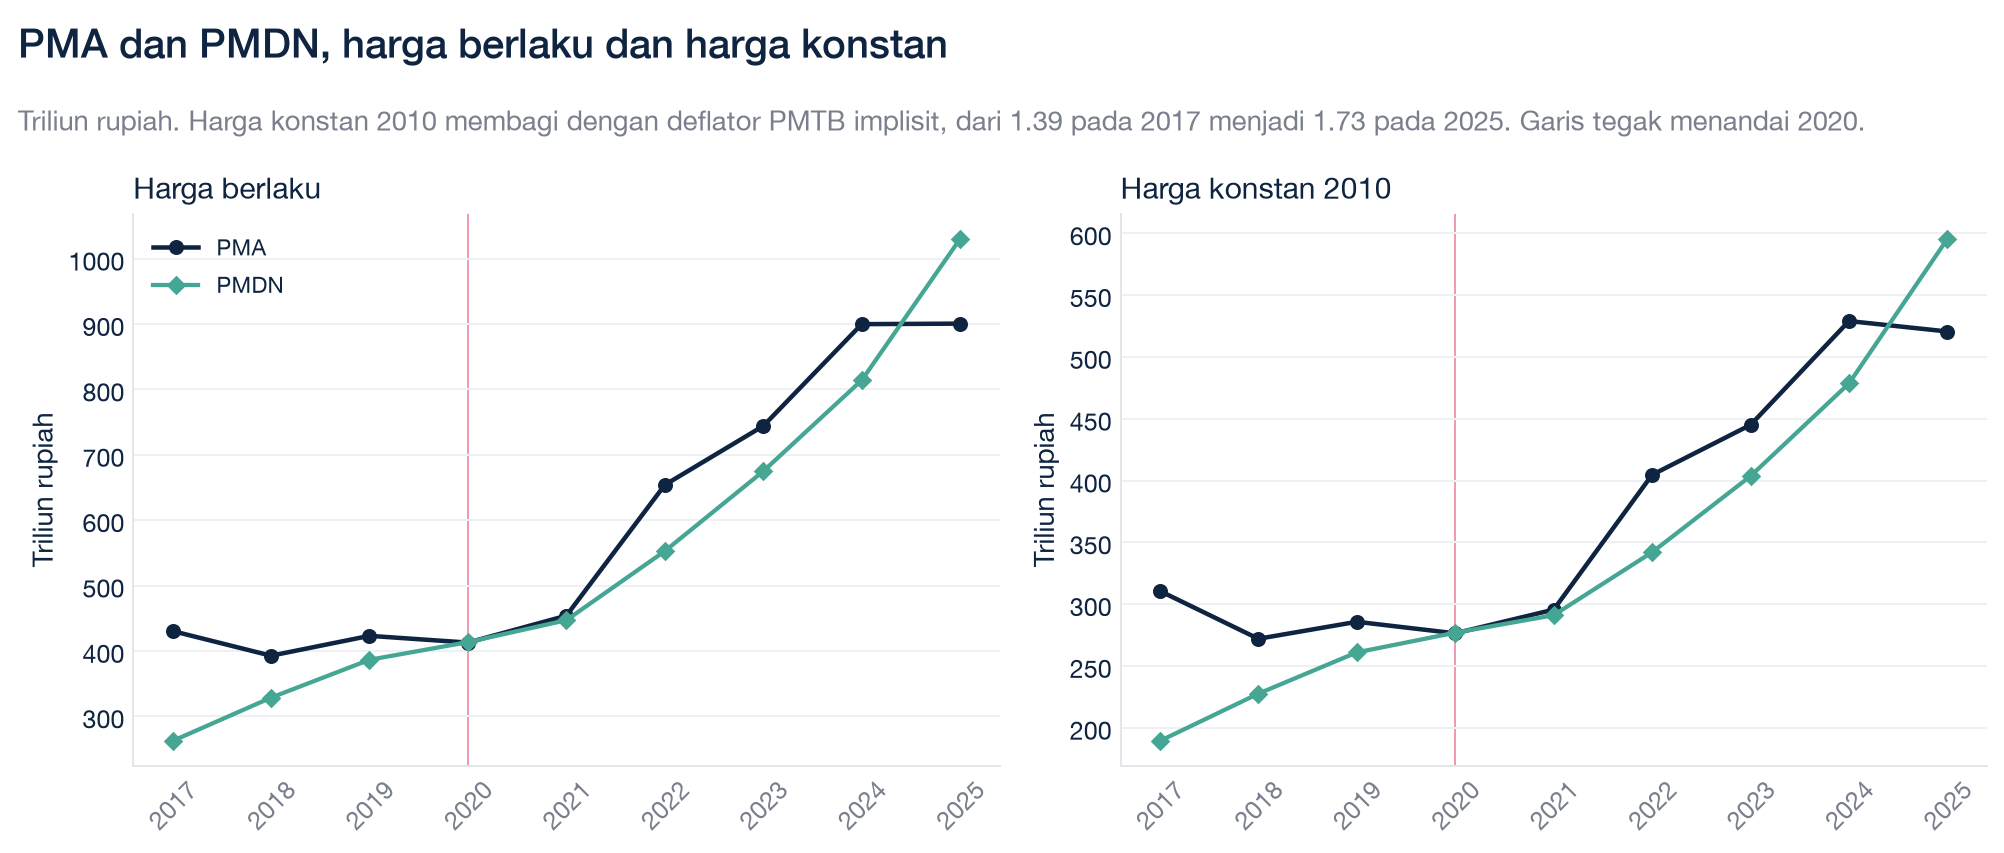 PMA dan PMDN, harga berlaku dan harga konstan
Triliun rupiah. Harga konstan 2010 membagi dengan deflator PMTB implisit, dari 1.39 pada 2017 menjadi 1.73 pada 2025. Garis tegak menandai 2020.
Harga berlaku
PMA
PMDN
Triliun rupiah
1000
900
800
700
600
500
400
300
2017 2018 2019 2020 2021 2022 2023 2024 2025
Harga konstan 2010
Triliun rupiah
600
550
500
450
400
350
300
250
200
2017 2018 2019 2020 2021 2022 2023 2024 2025